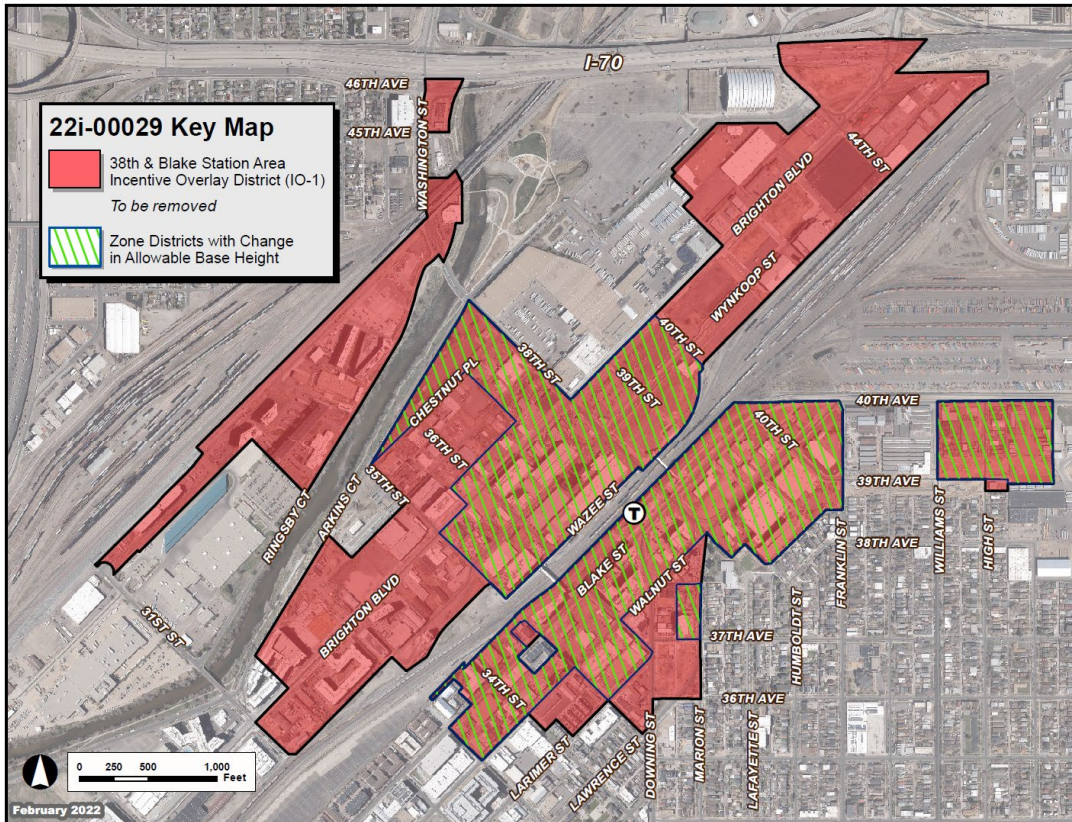 I-70
46TH AVE
45TH AVE
WASHINGTON ST
22i-00029 Key Map
38th & Blake Station Area
Incentive Overlay District (IO-1)
To be removed
Zone Districts with Change
in Allowable Base Height
44TH ST
BRIGHTON BLVD
WYNKOOP ST
40TH ST
38TH ST
39TH ST
CHESTNUT PL
36TH ST
35TH ST
40TH AVE
40TH ST
39TH AVE
38TH AVE
WAZEE ST
T
RINGSBY CT
ARKINS CT
BLAKE ST
WALNUT ST
FRANKLIN ST
WILLIAMS ST
HIGH ST
HUMBOLDT ST
31ST ST
BRIGHTON BLVD
37TH AVE
34TH ST
36TH AVE
LARIMER ST
LAWRENCE ST
DOWNING ST
MARION ST
LAFAYETTE ST
0 250 500 1,000
Feet
February 2022